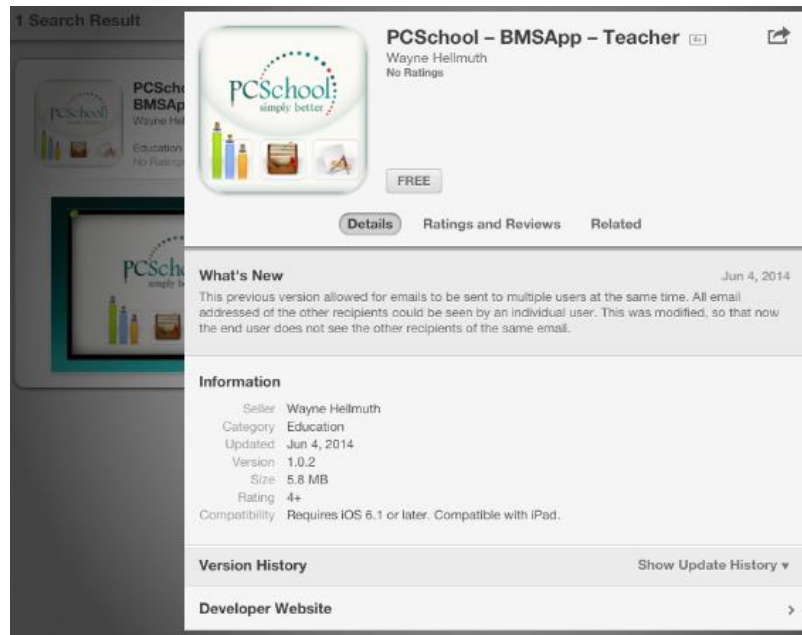 1 Search Result
PCScho
BMSAp
Wayne Hel
Education
No Ratings
PCSchool
PCScho
simply b
PCSchool
simply better
PCSchool – BMSApp – Teacher 4+
Wayne Hellmuth
No Ratings
FREE
Details Ratings and Reviews Related
What's New Jun 4, 2014
This previous version allowed for emails to be sent to multiple users at the same time. All email
addressed of the other recipients could be seen by an individual user. This was modified, so that now
the end user does not see the other recipients of the same email.
Information
Seller Wayne Hellmuth
Category Education
Updated Jun 4, 2014
Version 1.0.2
Size 5.8 MB
Rating 4+
Compatibility Requires iOS 6.1 or later. Compatible with iPad.
Version History Show Update History ▾
Developer Website >